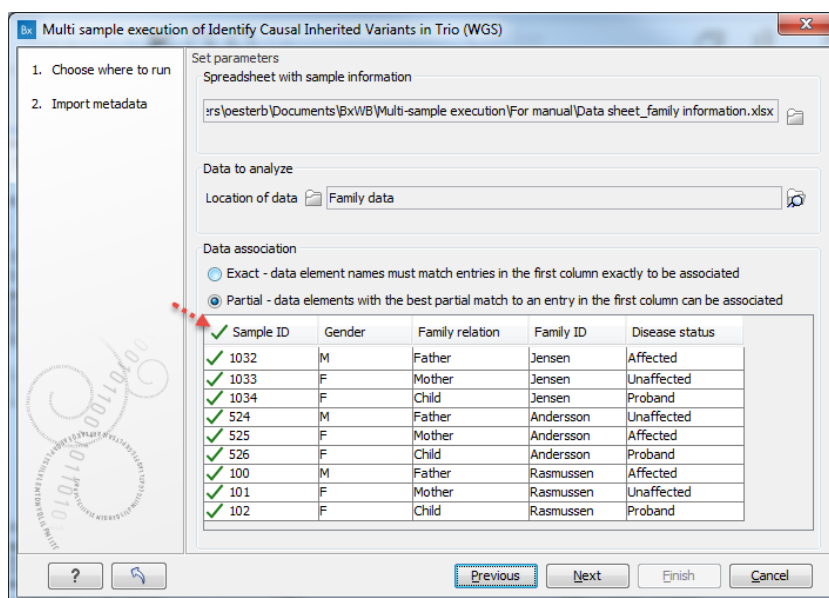 Bx Multi sample execution of Identify Causal Inherited Variants in Trio (WGS)
1. Choose where to run
2. Import metadata
Set parameters
Spreadsheet with sample information
ers\oesterb\Documents\BxWB\Multi-sample execution\For manual\Data sheet_family information.xlsx
Data to analyze
Location of data Family data
Data association
Exact - data element names must match entries in the first column exactly to be associated
Partial - data elements with the best partial match to an entry in the first column can be associated
Sample ID Gender Family relation Family ID Disease status
1032 M Father Jensen Affected
1033 F Mother Jensen Unaffected
1034 F Child Jensen Proband
524 M Father Andersson Unaffected
525 F Mother Andersson Affected
526 F Child Andersson Proband
100 M Father Rasmussen Affected
101 F Mother Rasmussen Unaffected
102 F Child Rasmussen Proband
? Previous Next Finish Cancel